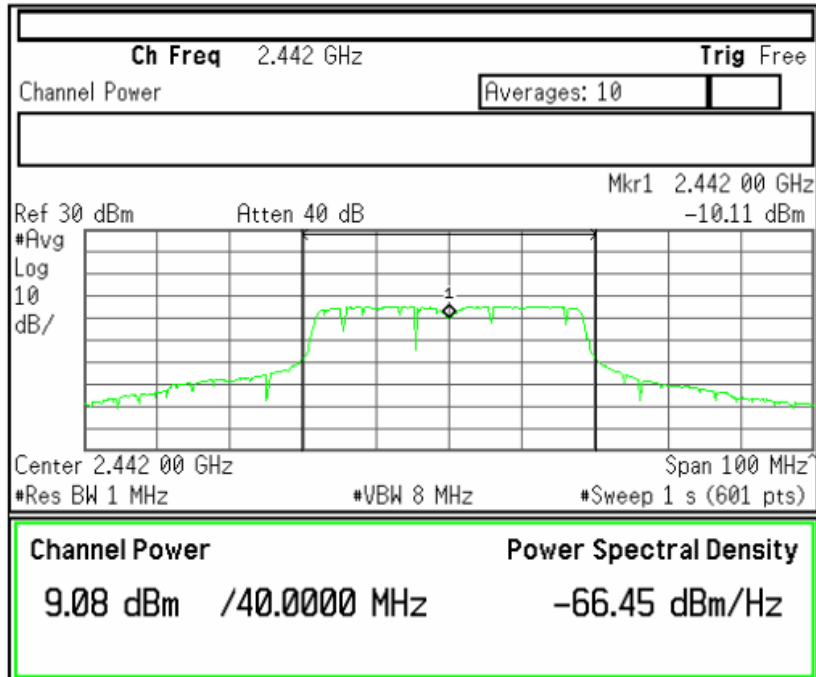 Ch Freq 2.442 GHz Trig Free
Channel Power Averages: 10
Mkr1 2.442 00 GHz
Ref 30 dBm Atten 40 dB -10.11 dBm
#Avg
Log
10
dB/
1
Center 2.442 00 GHz Span 100 MHz^
#Res BW 1 MHz #VBW 8 MHz #Sweep 1 s (601 pts)
Channel Power Power Spectral Density
9.08 dBm /40.0000 MHz -66.45 dBm/Hz